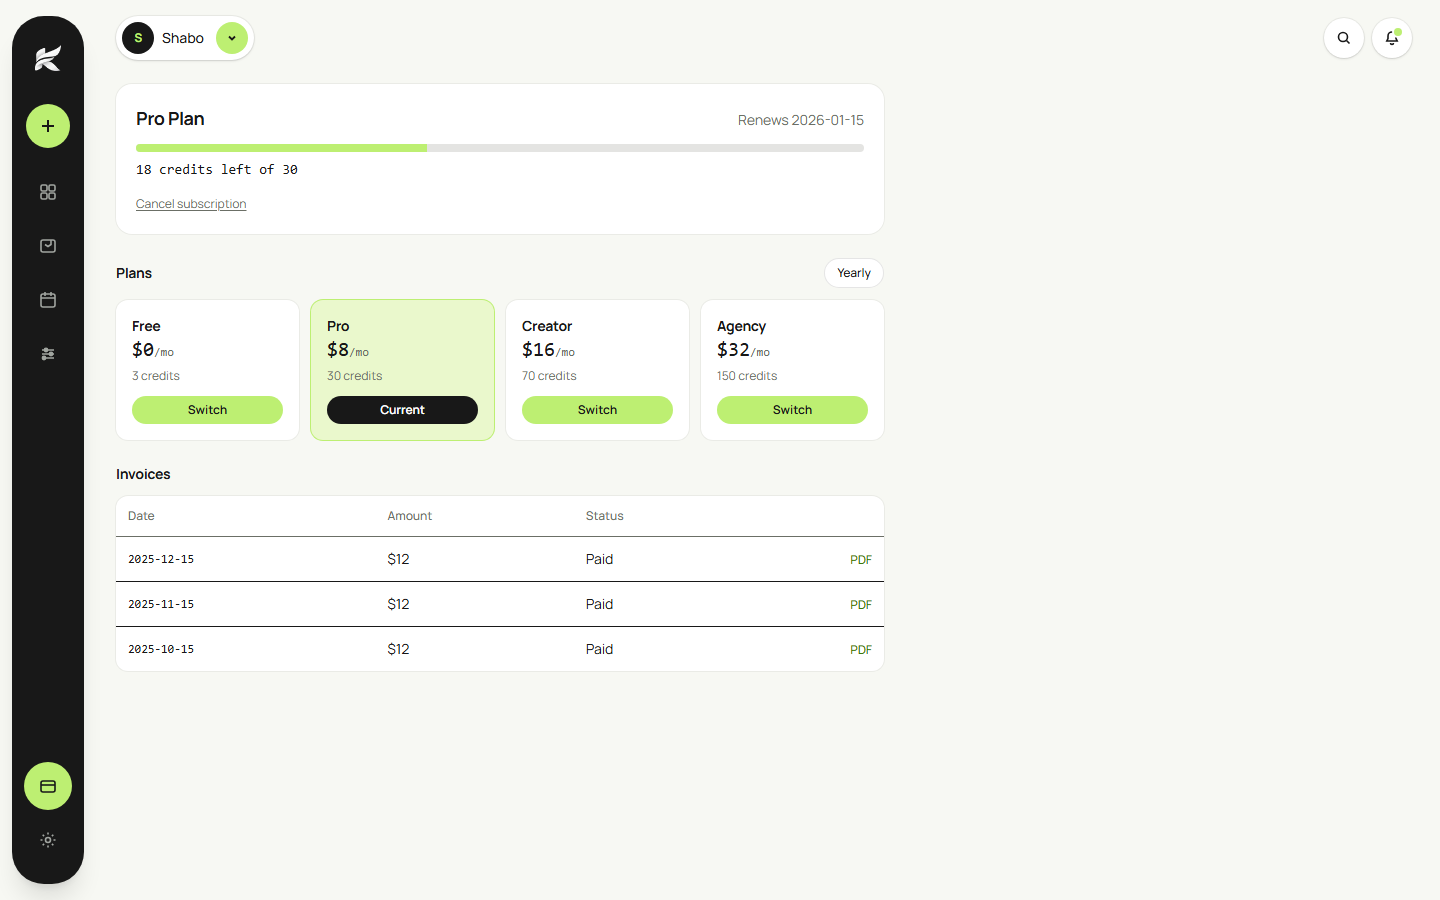 S Shabo
Pro Plan
Renews 2026-01-15
18 credits left of 30
Cancel subscription
Plans
Yearly
Free
$0/mo
3 credits
Switch
Pro
$8/mo
30 credits
Current
Creator
$16/mo
70 credits
Switch
Agency
$32/mo
150 credits
Switch
Invoices
Date Amount Status
2025-12-15 $12 Paid PDF
2025-11-15 $12 Paid PDF
2025-10-15 $12 Paid PDF